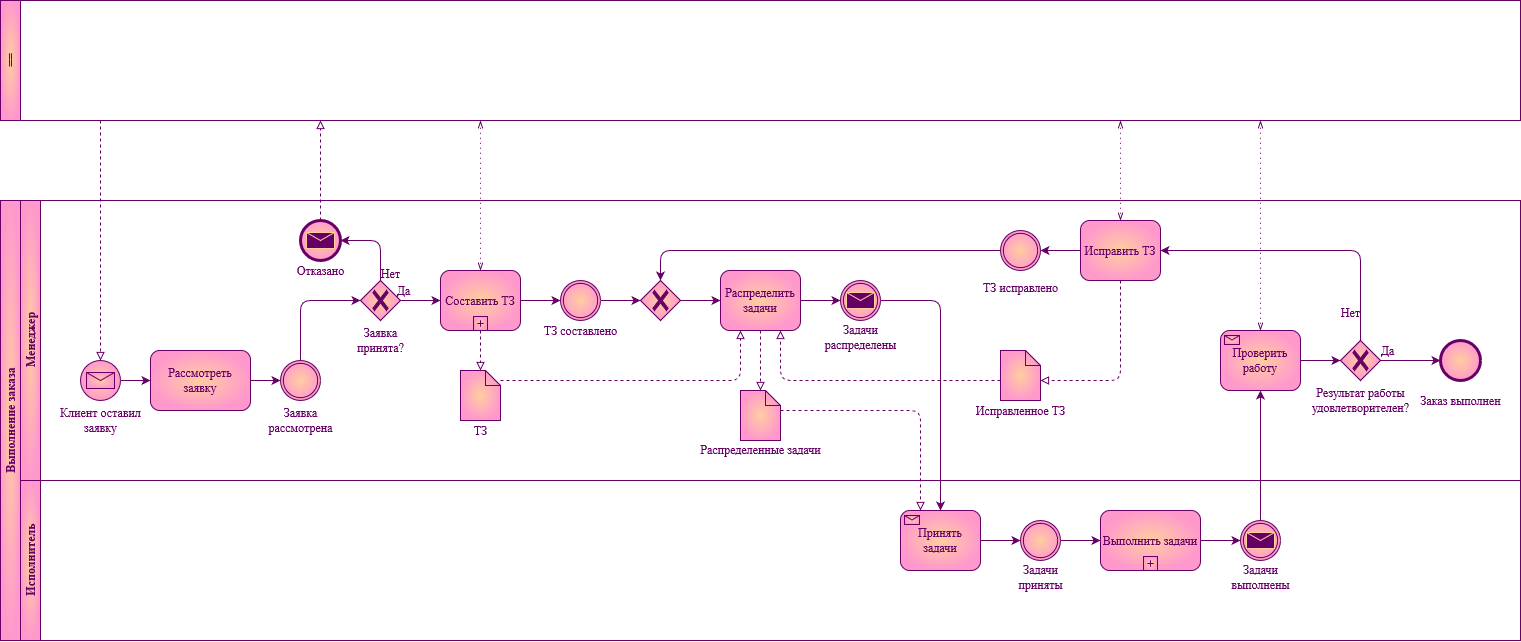 Отказано
Нет
Да
Заявка
принята?
Составить ТЗ
ТЗ составлено
Распределить
задачи
Задачи
распределены
ТЗ исправлено
Исправить ТЗ
Менеджер
Выполнение заказа
Клиент оставил
заявку
Рассмотреть
заявку
Заявка
рассмотрена
ТЗ
Распределенные задачи
Исправленное ТЗ
Проверить
работу
Нет
Да
Результат работы
удовлетворителен?
Заказ выполнен
Исполнитель
Принять
задачи
Задачи
приняты
Выполнить задачи
Задачи
выполнены